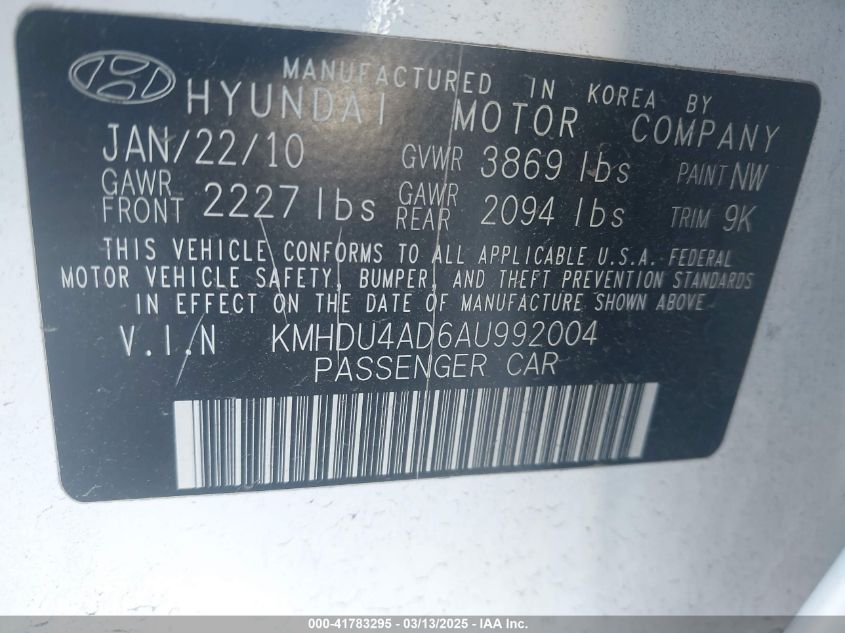 MANUFACTURED IN KOREA BY
HYUNDAI MOTOR COMPANY
JAN/22/10 GVWR 3869 lbs PAINT NW
GAWR FRONT 2227 lbs GAWR REAR 2094 lbs TRIM 9K
THIS VEHICLE CONFORMS TO ALL APPLICABLE U.S.A. FEDERAL
MOTOR VEHICLE SAFETY, BUMPER, AND THEFT PREVENTION STANDARDS
IN EFFECT ON THE DATE OF MANUFACTURE SHOWN ABOVE
V.I.N KMHDU4AD6AU992004
PASSENGER CAR
000-41783295 - 03/13/2025 - IAA Inc.